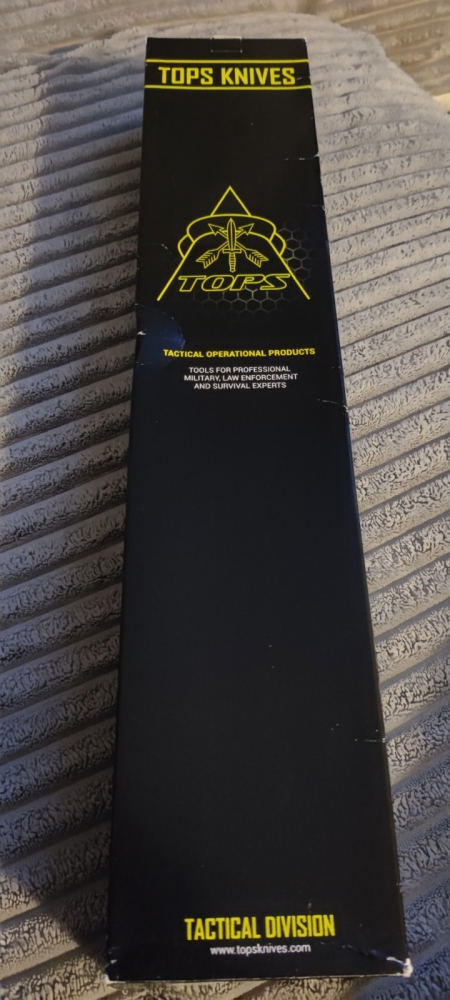 TOPS KNIVES
TOPS
TACTICAL OPERATIONAL PRODUCTS
TOOLS FOR PROFESSIONAL
MILITARY, LAW ENFORCEMENT
AND SURVIVAL EXPERTS
TACTICAL DIVISION
www.topsknives.com